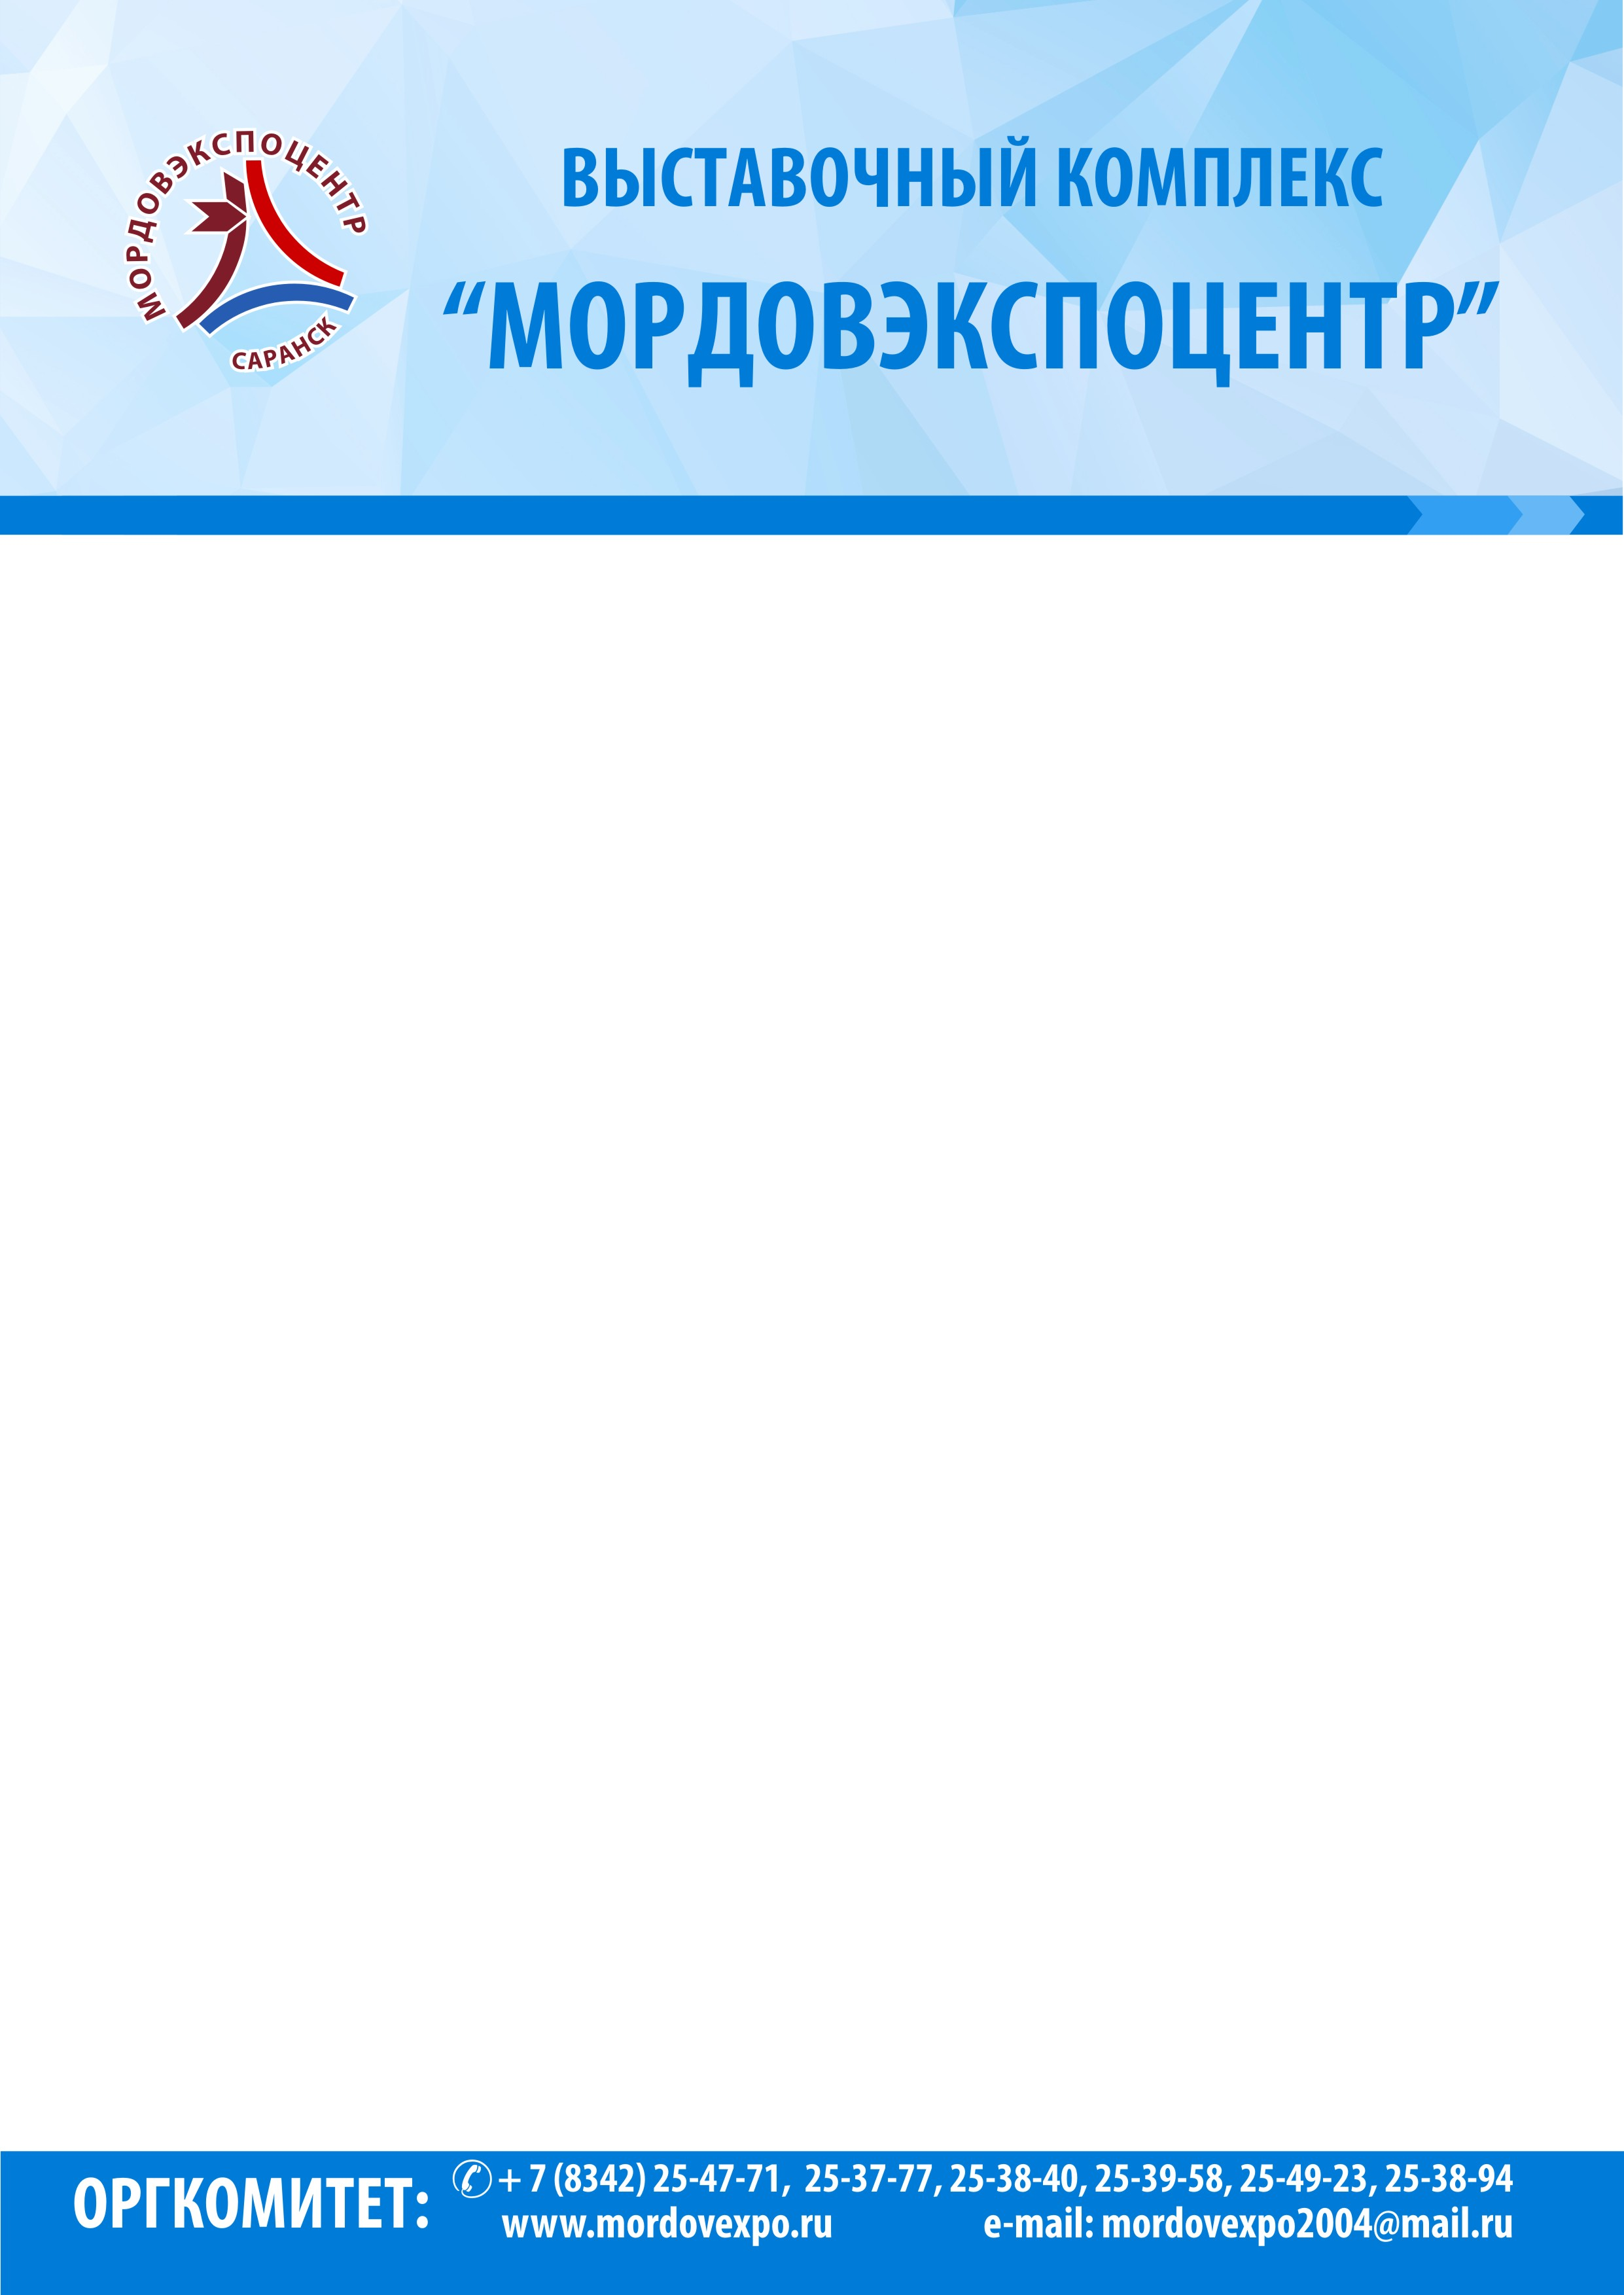 МОРДОВЭКСПОЦЕНТР
САРАНСК
ВЫСТАВОЧНЫЙ КОМПЛЕКС
“МОРДОВЭКСПОЦЕНТР”
ОРГКОМИТЕТ:
✆ + 7 (8342) 25-47-71, 25-37-77, 25-38-40, 25-39-58, 25-49-23, 25-38-94
www.mordovexpo.ru e-mail: mordovexpo2004@mail.ru